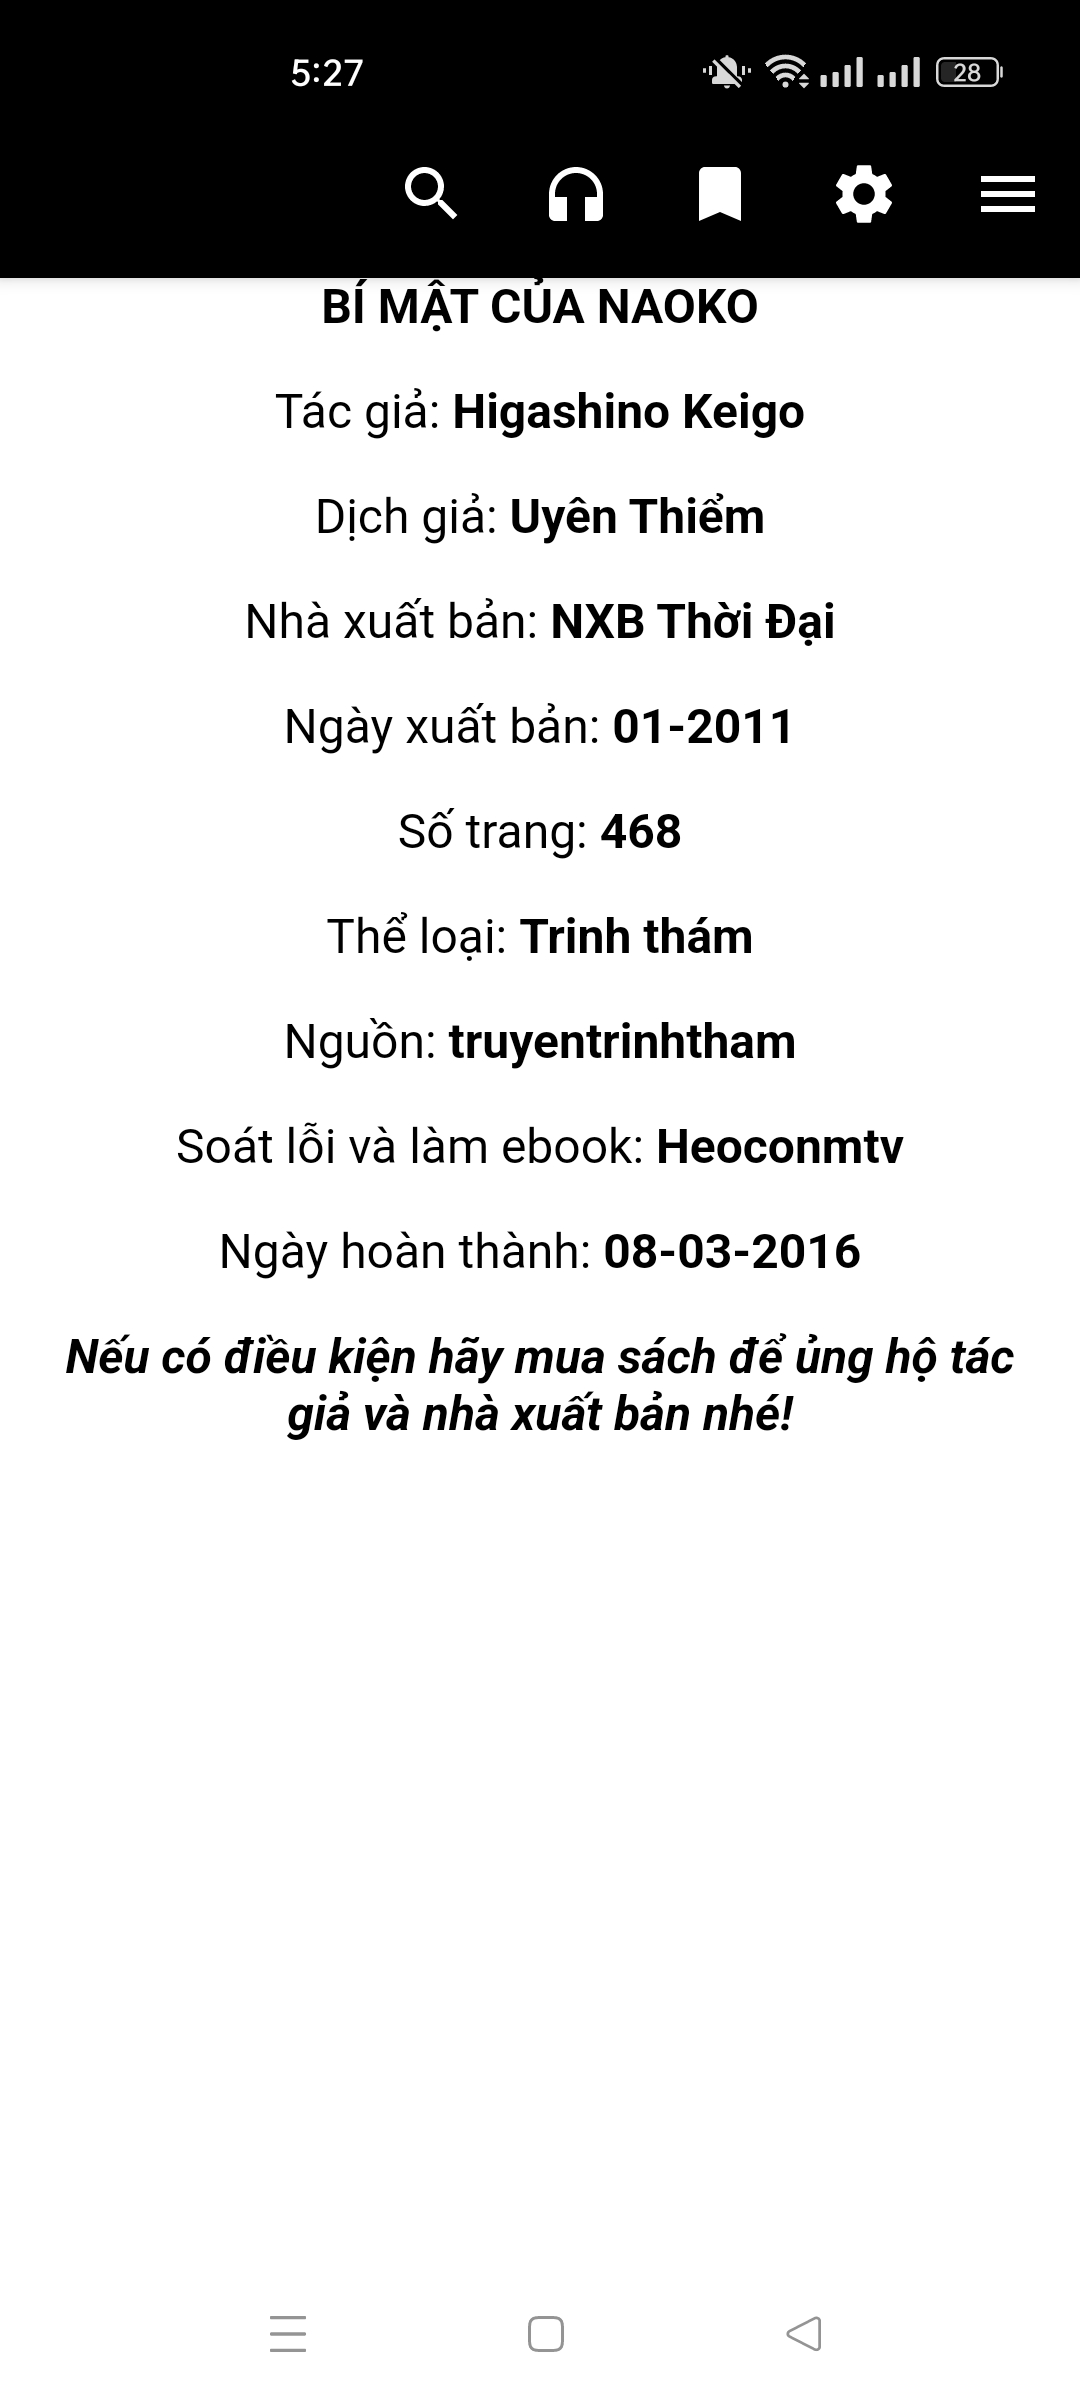 5:27
28
BÍ MẬT CỦA NAOKO
Tác giả: Higashino Keigo
Dịch giả: Uyên Thiểm
Nhà xuất bản: NXB Thời Đại
Ngày xuất bản: 01-2011
Số trang: 468
Thể loại: Trinh thám
Nguồn: truyentrinhtham
Soát lỗi và làm ebook: Heoconmtv
Ngày hoàn thành: 08-03-2016
Nếu có điều kiện hãy mua sách để ủng hộ tác
giả và nhà xuất bản nhé!